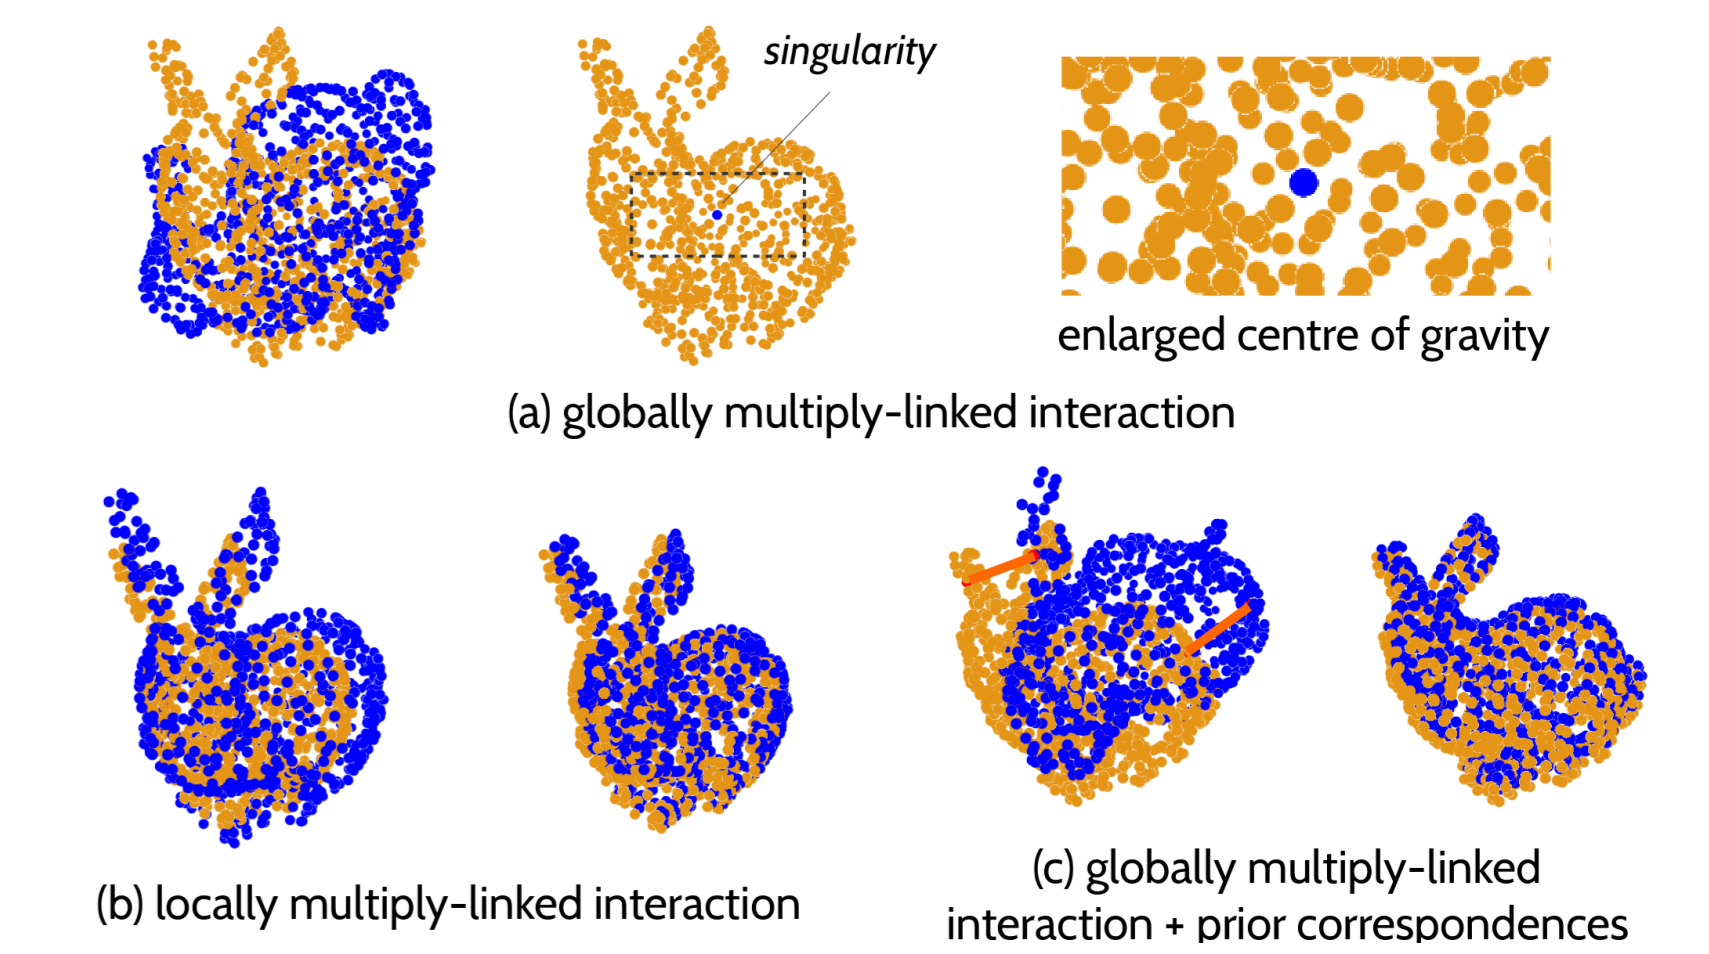 singularity
enlarged centre of gravity
(a) globally multiply-linked interaction
(b) locally multiply-linked interaction
(c) globally multiply-linked
interaction + prior correspondences